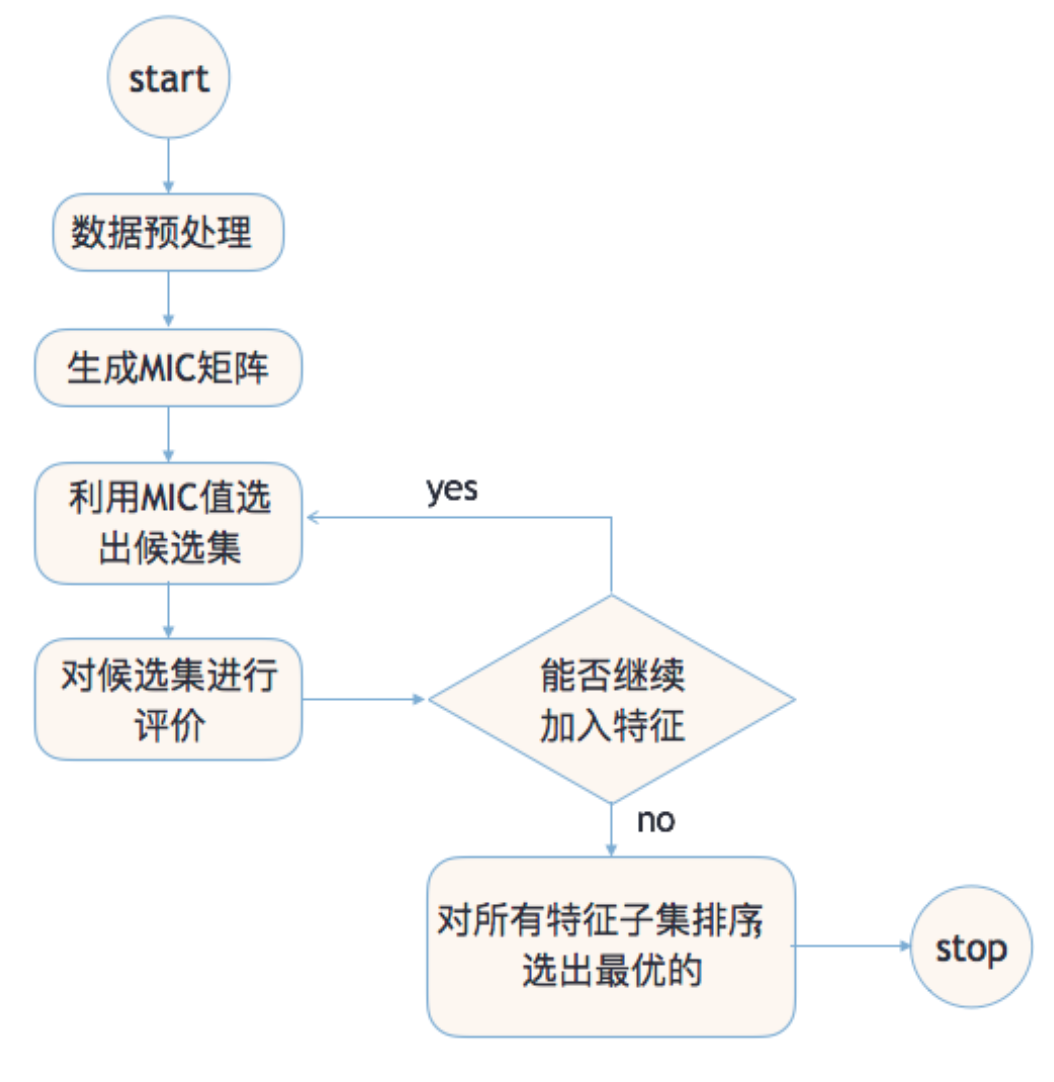 start
数据预处理
生成MIC矩阵
利用MIC值选
出候选集
yes
对候选集进行
评价
能否继续
加入特征
no
对所有特征子集排序,
选出最优的
stop